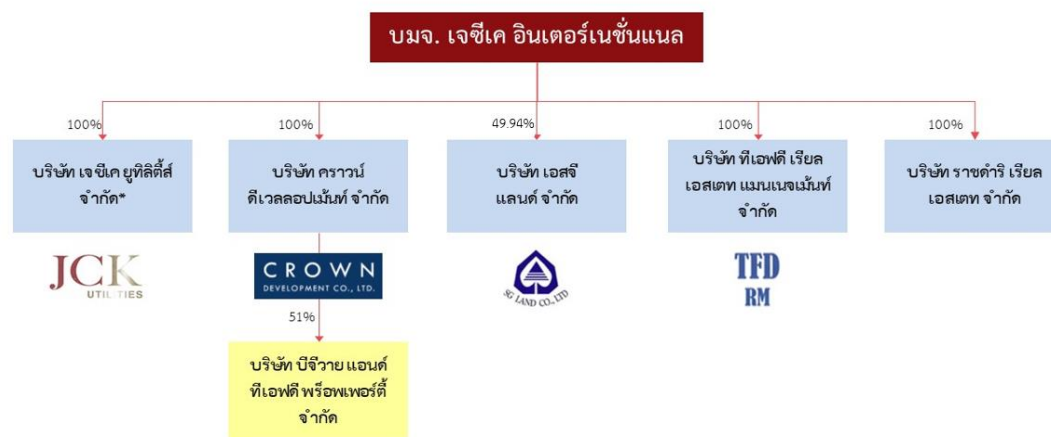 บมจ. เจซีเค อินเตอร์เนชั่นแนล
100%
100%
49.94%
100%
100%
บริษัท เจซีเค ยูทิลิตี้ส์
จำกัด*
บริษัท คราวน์
ดีเวลลอปเม้นท์ จำกัด
บริษัท เอสจี
แลนด์ จำกัด
บริษัท ทีเอฟดี เรียล
เอสเตท แมนเนจเม้นท์
จำกัด
บริษัท ราชดำริ เรียล
เอสเตท จำกัด
JCK
UTILITIES
CROWN
DEVELOPMENT CO., LTD.
SG LAND CO.,LTD
TFD
RM
51%
บริษัท บีจีวาย แอนด์
ทีเอฟดี พร็อพเพอร์ตี้
จำกัด